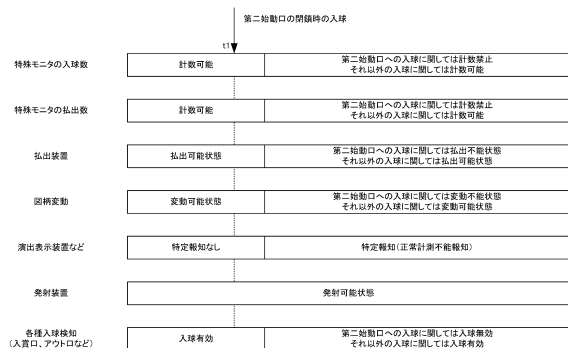 第二始動口の閉鎖時の入球
t1
特殊モニタの入球数
計数可能
第二始動口への入球に関しては計数禁止
それ以外の入球に関しては計数可能
特殊モニタの払出数
計数可能
第二始動口への入球に関しては計数禁止
それ以外の入球に関しては計数可能
払出装置
払出可能状態
第二始動口への入球に関しては払出不能状態
それ以外の入球に関しては払出可能状態
図柄変動
変動可能状態
第二始動口への入球に関しては変動不能状態
それ以外の入球に関しては変動可能状態
演出表示装置など
特定報知なし
特定報知(正常計測不能報知)
発射装置
発射可能状態
各種入球検知
(入賞口、アウト口など)
入球有効
第二始動口への入球に関しては入球無効
それ以外の入球に関しては入球有効